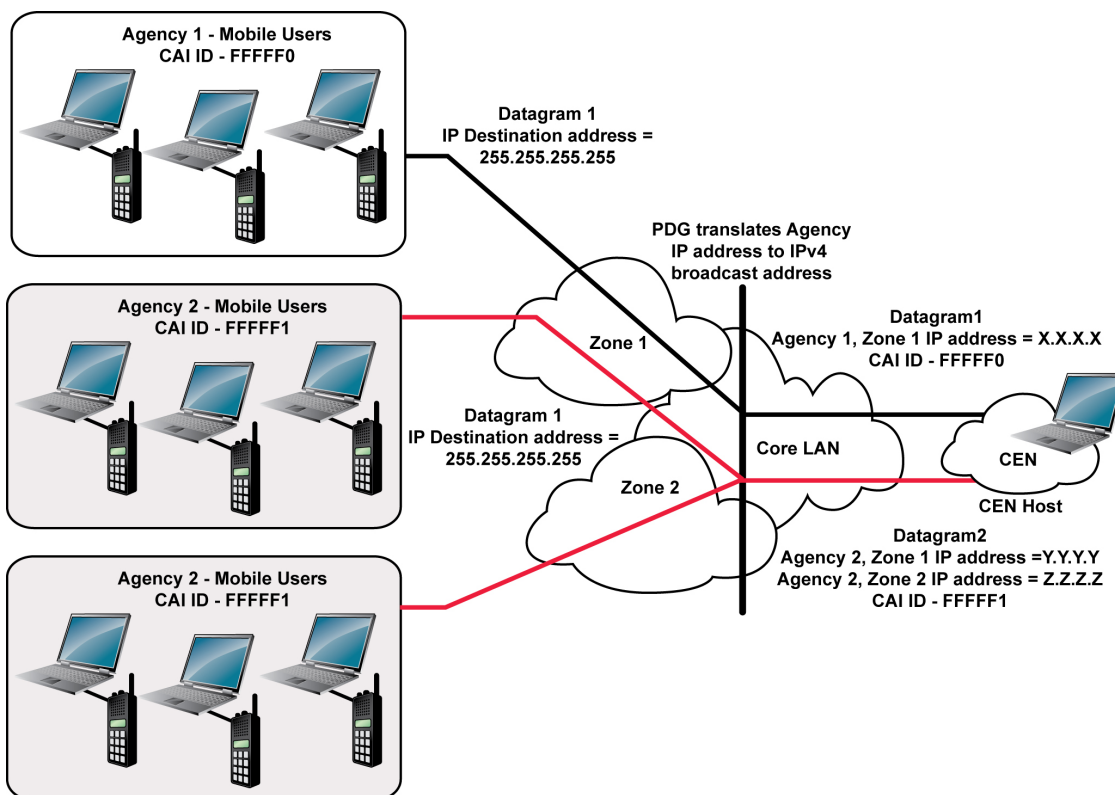 Agency 1 - Mobile Users
CAI ID - FFFFF0
Datagram 1
IP Destination address =
255.255.255.255
PDG translates Agency
IP address to IPv4
broadcast address
Agency 2 - Mobile Users
CAI ID - FFFFF1
Zone 1
Datagram1
Agency 1, Zone 1 IP address = X.X.X.X
CAI ID - FFFFF0
Datagram 1
IP Destination address =
255.255.255.255
Core LAN
CEN
CEN Host
Zone 2
Datagram2
Agency 2, Zone 1 IP address =Y.Y.Y.Y
Agency 2, Zone 2 IP address = Z.Z.Z.Z
CAI ID - FFFFF1
Agency 2 - Mobile Users
CAI ID - FFFFF1